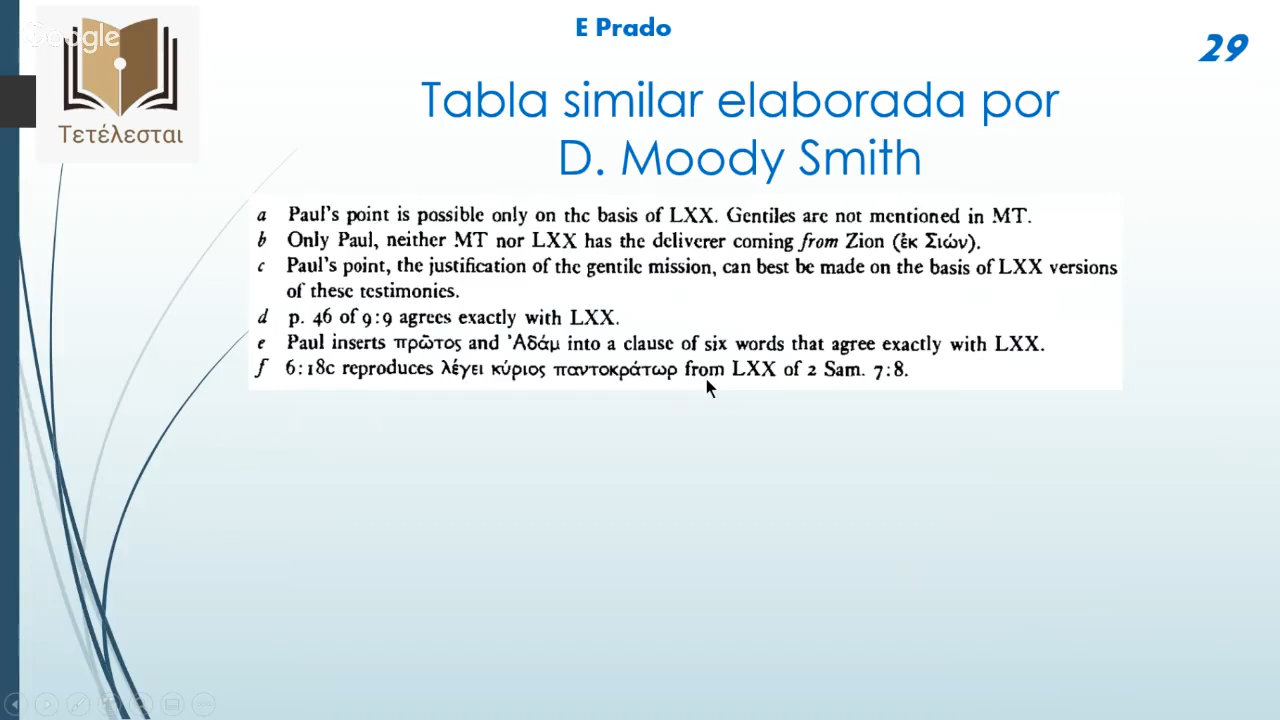 Google
E Prado
29
Τετέλεσται
Tabla similar elaborada por
D. Moody Smith
a Paul's point is possible only on the basis of LXX. Gentiles are not mentioned in MT.
b Only Paul, neither MT nor LXX has the deliverer coming from Zion (ἐκ Σιών).
c Paul's point, the justification of the gentile mission, can best be made on the basis of LXX versions
of these testimonies.
d p. 46 of 9:9 agrees exactly with LXX.
e Paul inserts πρῶτος and Ἀδάμ into a clause of six words that agree exactly with LXX.
f 6:18c reproduces λέγει κύριος παντοκράτωρ from LXX of 2 Sam. 7:8.